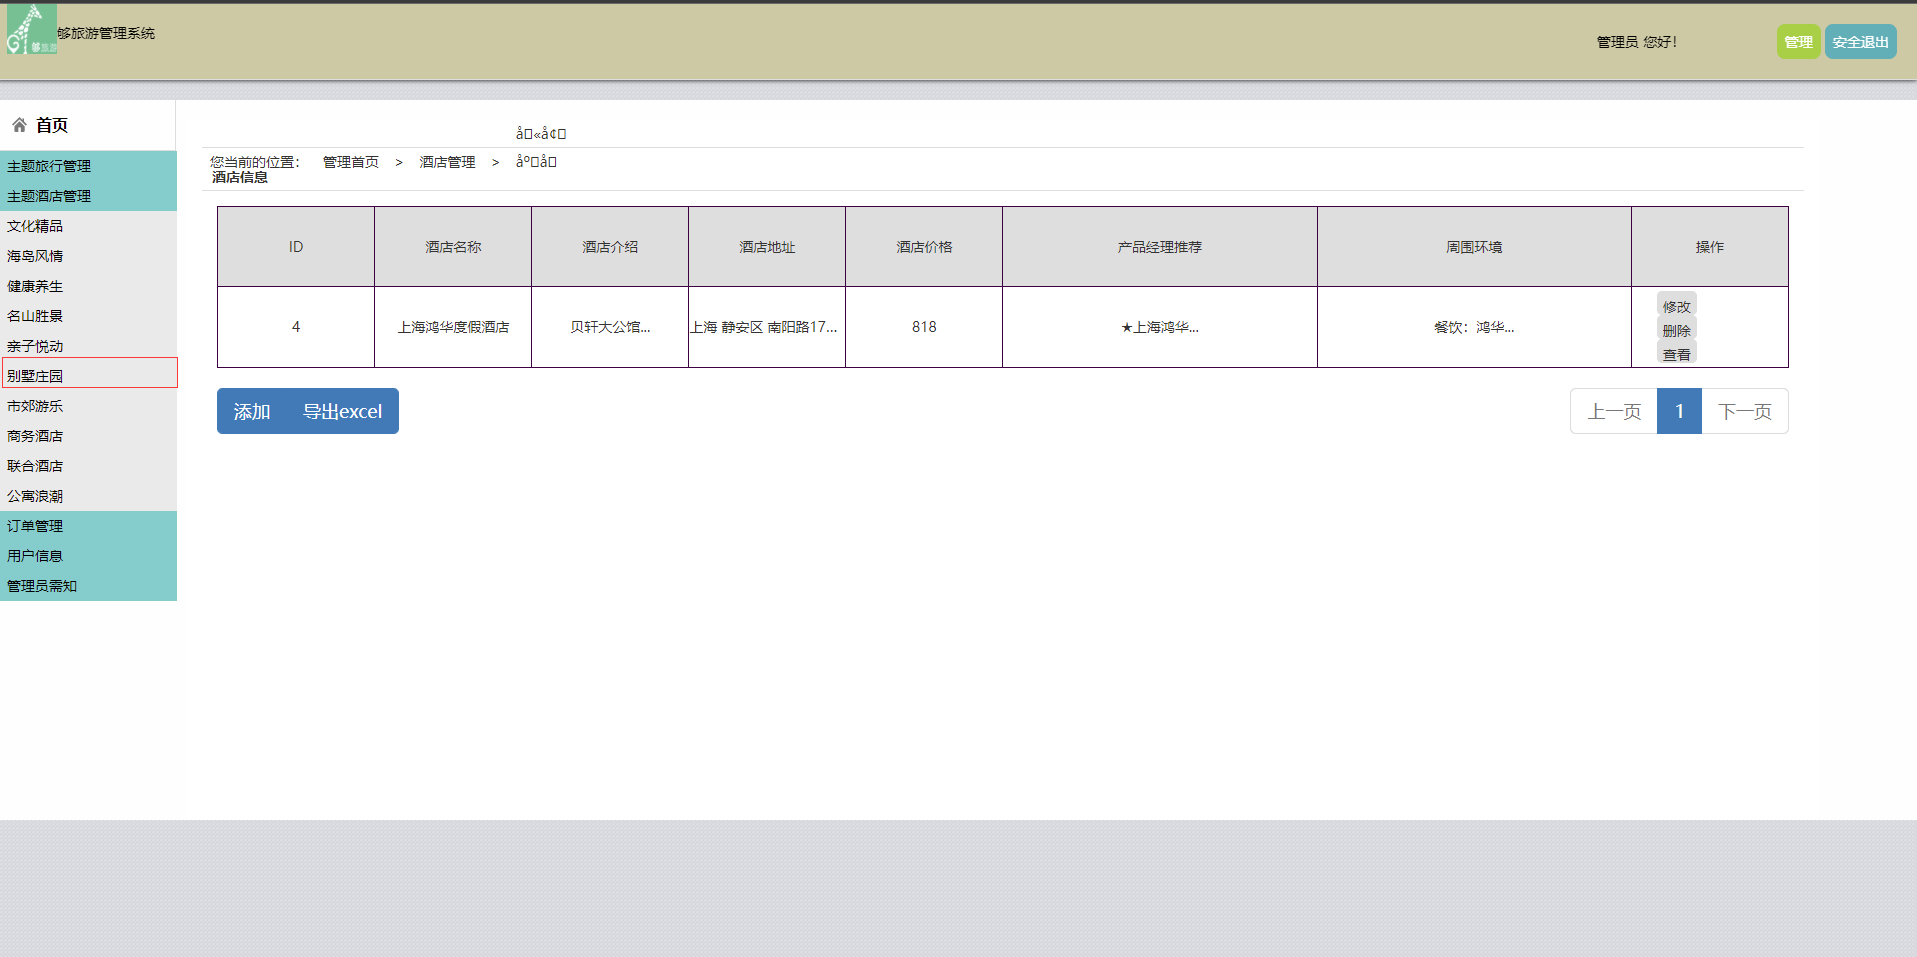 够旅游管理系统
管理员 您好！
管理 安全退出
首页
主题旅行管理
主题酒店管理
文化精品
海岛风情
健康养生
名山胜景
亲子悦动
别墅庄园
市郊游乐
商务酒店
联合酒店
公寓浪潮
订单管理
用户信息
管理员需知
您当前的位置： 管理首页 > 酒店管理 >
酒店信息
ID 酒店名称 酒店介绍 酒店地址 酒店价格 产品经理推荐 周围环境 操作
4 上海鸿华度假酒店 贝轩大公馆... 上海 静安区 南阳路17... 818 ★上海鸿华... 餐饮：鸿华...
修改
删除
查看
添加 导出excel
上一页 1 下一页